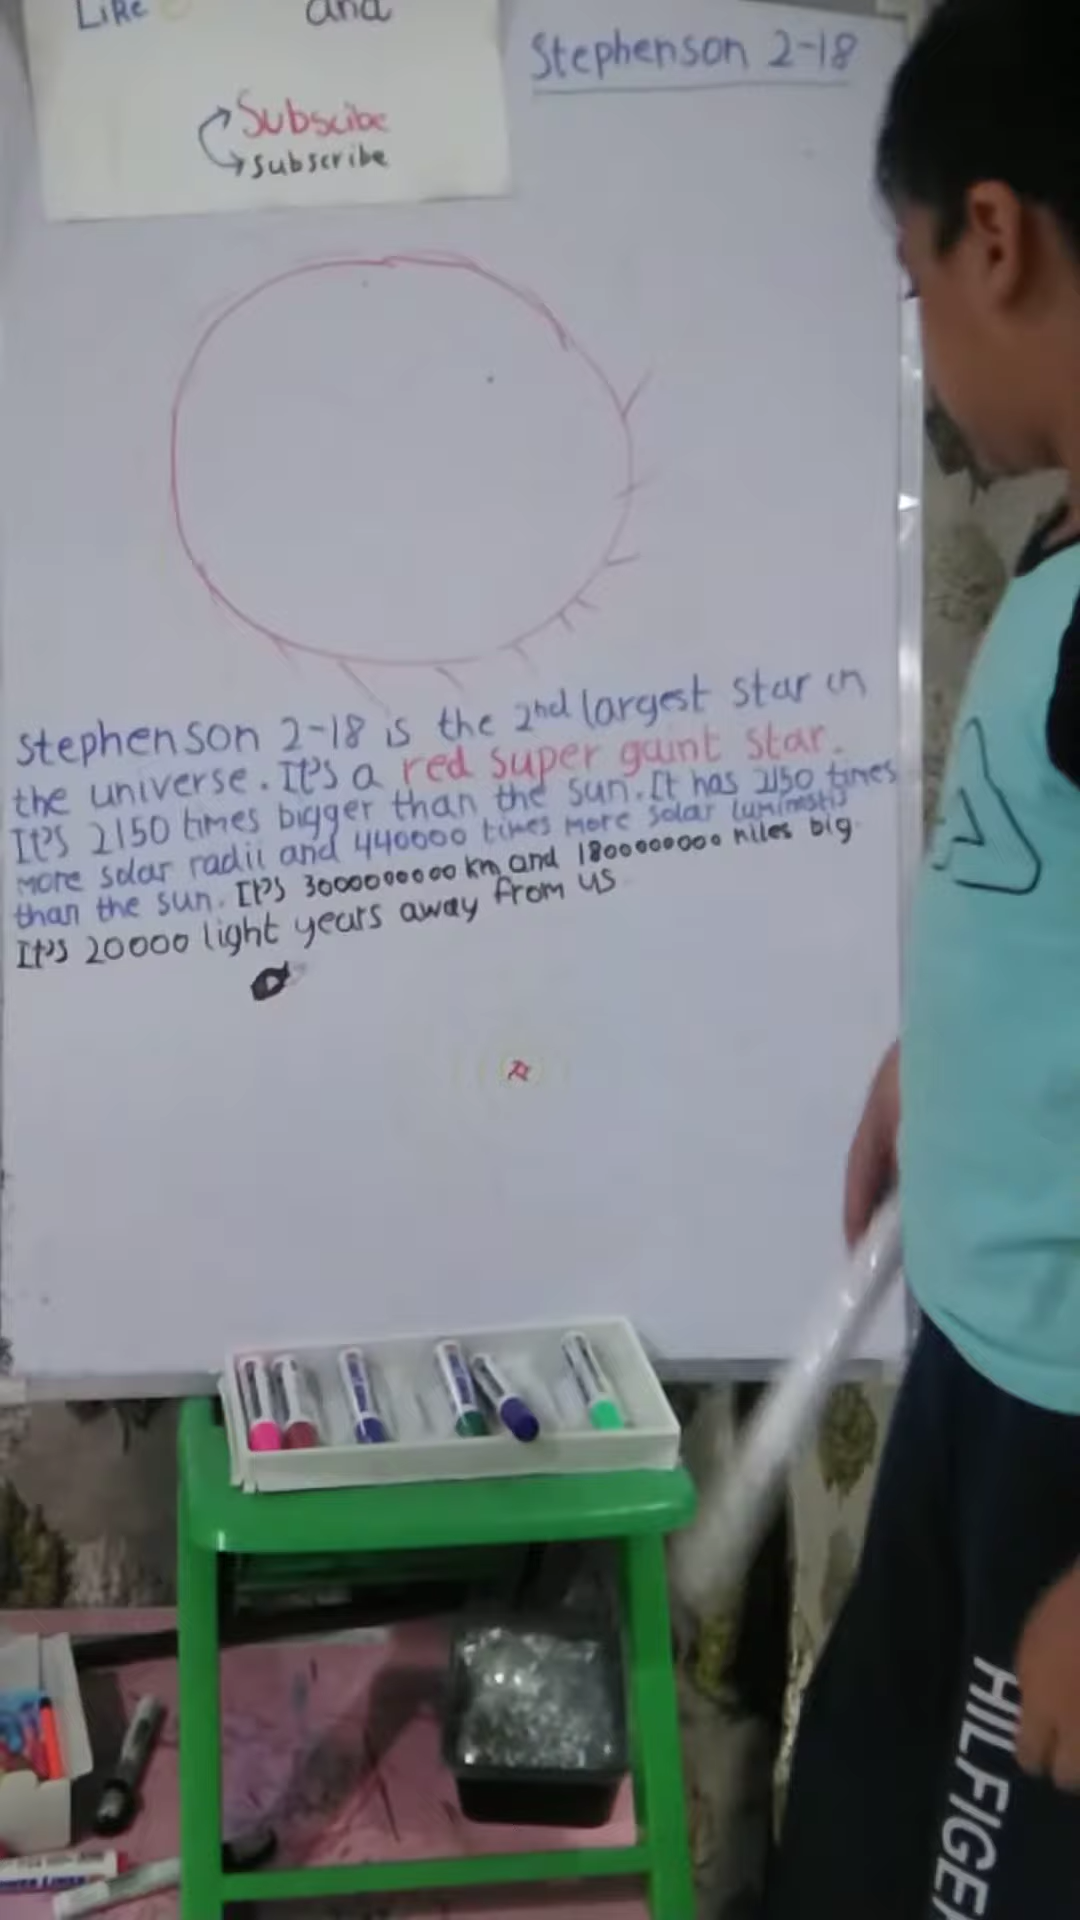 Like and
Subscibe
subscribe
Stephenson 2-18
Stephenson 2-18 is the 2nd largest star in
the universe. It's a red super gaint star.
It's 2150 times bigger than the sun. It has 2150 times
more solar radii and 440000 times more solar
than the sun. It's 3000000000 km and 1800000000 miles big.
It's 20000 light years away from us
HILFIGE